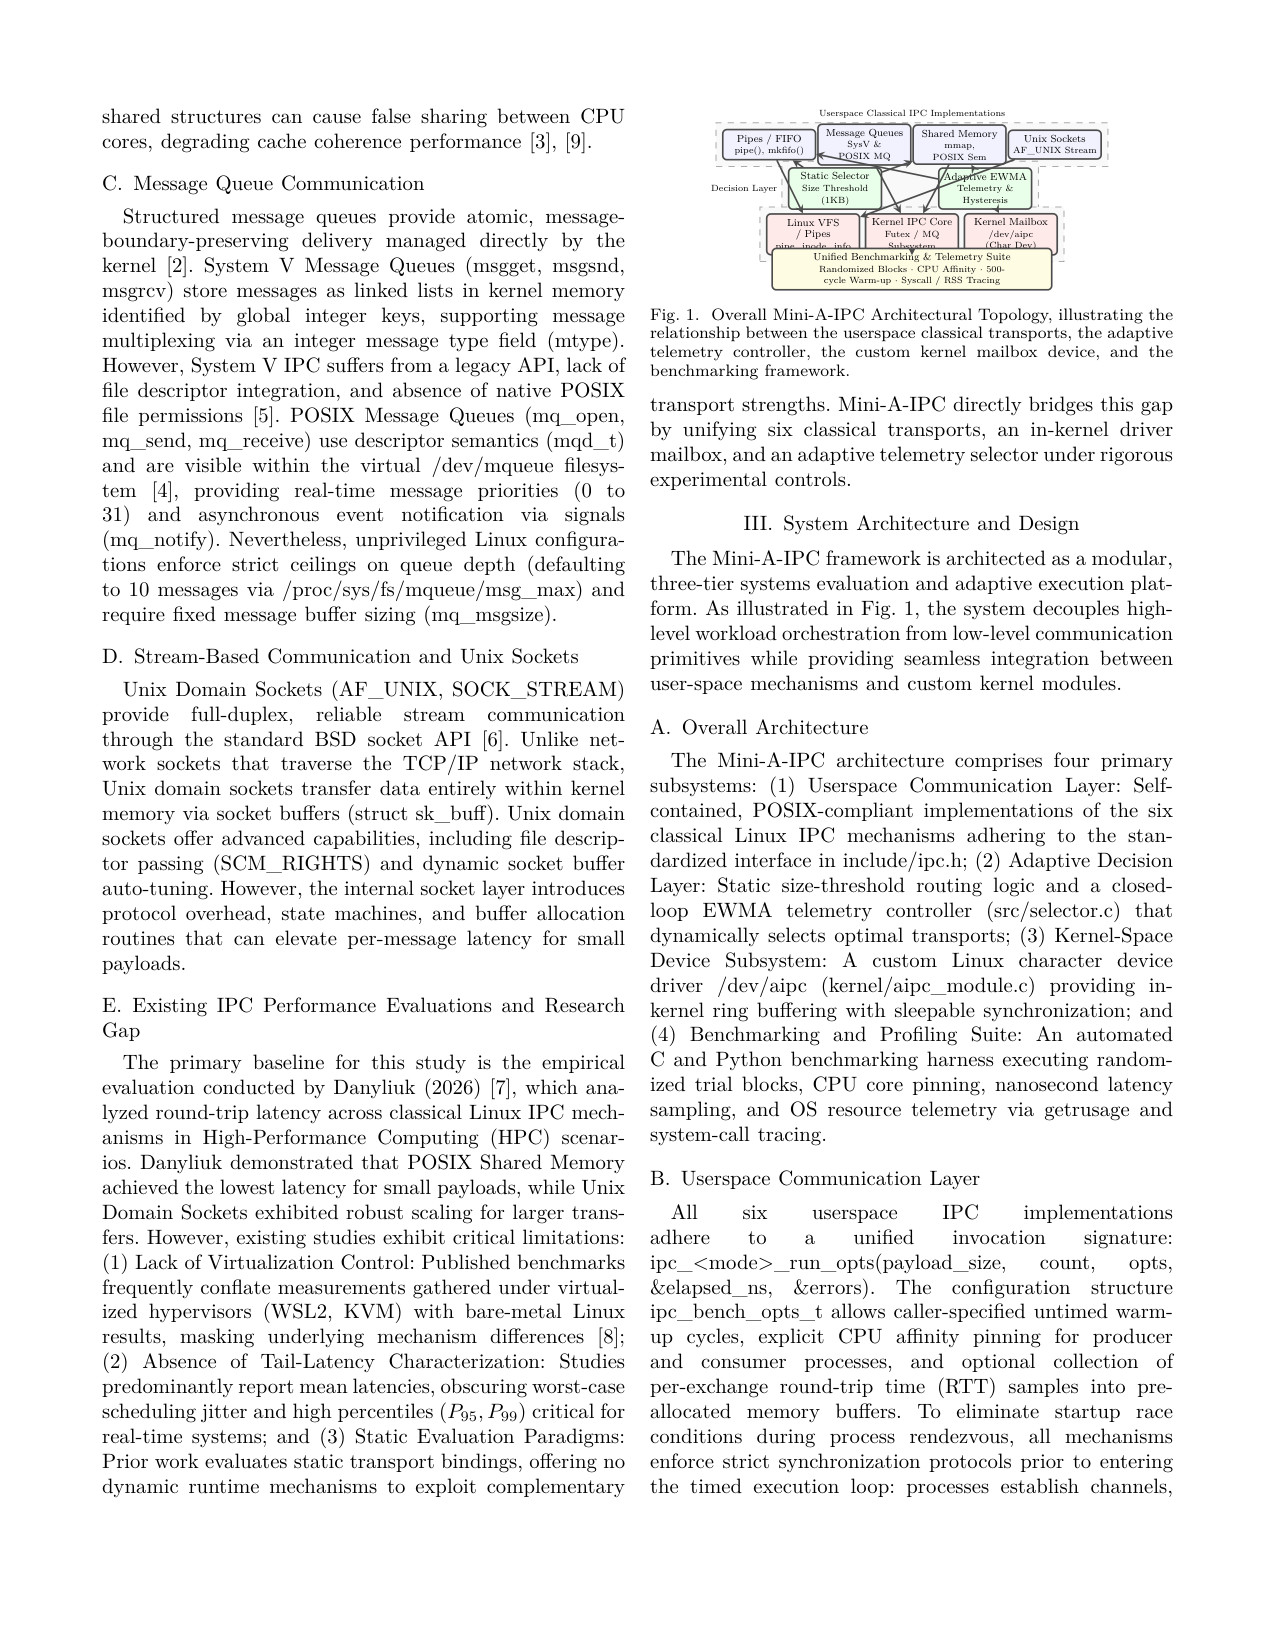 shared structures can cause false sharing between CPU
cores, degrading cache coherence performance [3], [9].
C. Message Queue Communication
Structured message queues provide atomic, message-
boundary-preserving delivery managed directly by the
kernel [2]. System V Message Queues (msgget, msgsnd,
msgrcv) store messages as linked lists in kernel memory
identified by global integer keys, supporting message
multiplexing via an integer message type field (mtype).
However, System V IPC suffers from a legacy API, lack of
file descriptor integration, and absence of native POSIX
file permissions [5]. POSIX Message Queues (mq_open,
mq_send, mq_receive) use descriptor semantics (mqd_t)
and are visible within the virtual /dev/mqueue filesys-
tem [4], providing real-time message priorities (0 to
31) and asynchronous event notification via signals
(mq_notify). Nevertheless, unprivileged Linux configura-
tions enforce strict ceilings on queue depth (defaulting
to 10 messages via /proc/sys/fs/mqueue/msg_max) and
require fixed message buffer sizing (mq_msgsize).
D. Stream-Based Communication and Unix Sockets
Unix Domain Sockets (AF_UNIX, SOCK_STREAM)
provide full-duplex, reliable stream communication
through the standard BSD socket API [6]. Unlike net-
work sockets that traverse the TCP/IP network stack,
Unix domain sockets transfer data entirely within kernel
memory via socket buffers (struct sk_buff). Unix domain
sockets offer advanced capabilities, including file descrip-
tor passing (SCM_RIGHTS) and dynamic socket buffer
auto-tuning. However, the internal socket layer introduces
protocol overhead, state machines, and buffer allocation
routines that can elevate per-message latency for small
payloads.
E. Existing IPC Performance Evaluations and Research
Gap
The primary baseline for this study is the empirical
evaluation conducted by Danyliuk (2026) [7], which ana-
lyzed round-trip latency across classical Linux IPC mech-
anisms in High-Performance Computing (HPC) scenar-
ios. Danyliuk demonstrated that POSIX Shared Memory
achieved the lowest latency for small payloads, while Unix
Domain Sockets exhibited robust scaling for larger trans-
fers. However, existing studies exhibit critical limitations:
(1) Lack of Virtualization Control: Published benchmarks
frequently conflate measurements gathered under virtual-
ized hypervisors (WSL2, KVM) with bare-metal Linux
results, masking underlying mechanism differences [8];
(2) Absence of Tail-Latency Characterization: Studies
predominantly report mean latencies, obscuring worst-case
scheduling jitter and high percentiles (P95, P99) critical for
real-time systems; and (3) Static Evaluation Paradigms:
Prior work evaluates static transport bindings, offering no
dynamic runtime mechanisms to exploit complementary
Userspace Classical IPC Implementations
Pipes / FIFO
pipe(), mkfifo()
Message Queues
SysV &
POSIX MQ
Shared Memory
mmap,
POSIX Sem
Unix Sockets
AF_UNIX Stream
Decision Layer
Static Selector
Size Threshold
(1KB)
Adaptive EWMA
Telemetry &
Hysteresis
Linux VFS
/ Pipes
pipe_inode_info
Kernel IPC Core
Futex / MQ
Subsystem
Kernel Mailbox
/dev/aipc
(Char Dev)
Unified Benchmarking & Telemetry Suite
Randomized Blocks · CPU Affinity · 500-
cycle Warm-up · Syscall / RSS Tracing
Fig. 1. Overall Mini-A-IPC Architectural Topology, illustrating the
relationship between the userspace classical transports, the adaptive
telemetry controller, the custom kernel mailbox device, and the
benchmarking framework.
transport strengths. Mini-A-IPC directly bridges this gap
by unifying six classical transports, an in-kernel driver
mailbox, and an adaptive telemetry selector under rigorous
experimental controls.
III. System Architecture and Design
The Mini-A-IPC framework is architected as a modular,
three-tier systems evaluation and adaptive execution plat-
form. As illustrated in Fig. 1, the system decouples high-
level workload orchestration from low-level communication
primitives while providing seamless integration between
user-space mechanisms and custom kernel modules.
A. Overall Architecture
The Mini-A-IPC architecture comprises four primary
subsystems: (1) Userspace Communication Layer: Self-
contained, POSIX-compliant implementations of the six
classical Linux IPC mechanisms adhering to the stan-
dardized interface in include/ipc.h; (2) Adaptive Decision
Layer: Static size-threshold routing logic and a closed-
loop EWMA telemetry controller (src/selector.c) that
dynamically selects optimal transports; (3) Kernel-Space
Device Subsystem: A custom Linux character device
driver /dev/aipc (kernel/aipc_module.c) providing in-
kernel ring buffering with sleepable synchronization; and
(4) Benchmarking and Profiling Suite: An automated
C and Python benchmarking harness executing random-
ized trial blocks, CPU core pinning, nanosecond latency
sampling, and OS resource telemetry via getrusage and
system-call tracing.
B. Userspace Communication Layer
All six userspace IPC implementations
adhere to a unified invocation signature:
ipc_<mode>_run_opts(payload_size, count, opts,
&elapsed_ns, &errors). The configuration structure
ipc_bench_opts_t allows caller-specified untimed warm-
up cycles, explicit CPU affinity pinning for producer
and consumer processes, and optional collection of
per-exchange round-trip time (RTT) samples into pre-
allocated memory buffers. To eliminate startup race
conditions during process rendezvous, all mechanisms
enforce strict synchronization protocols prior to entering
the timed execution loop: processes establish channels,